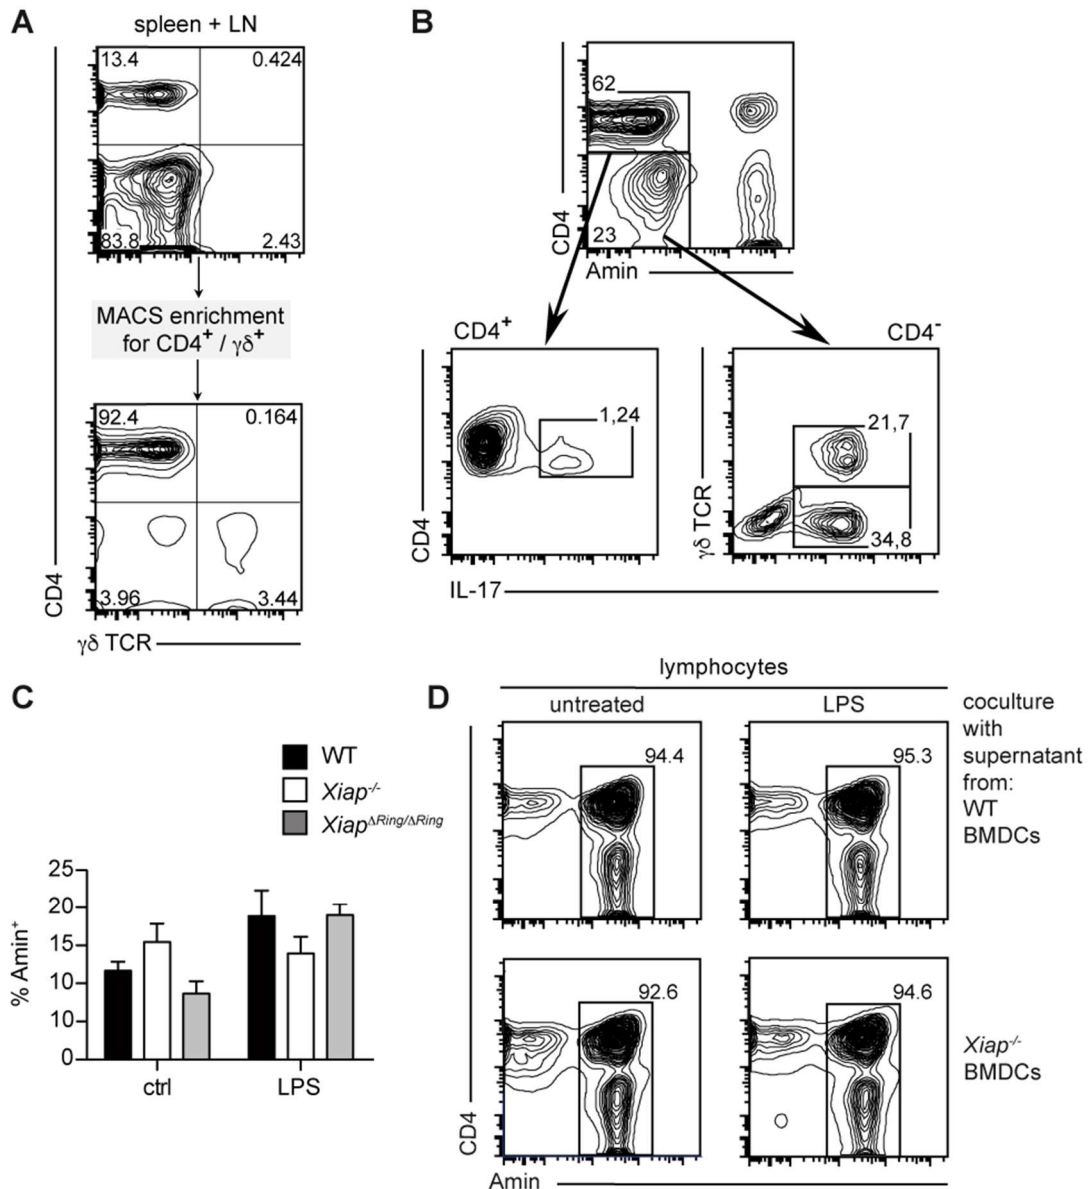 A
spleen + LN
13.4
0.424
83.8
2.43
MACS enrichment
for CD4+ / γδ+
92.4
0.164
3.96
3.44
CD4
γδ TCR
B
62
23
CD4
Amin
CD4+
CD4-
1,24
21,7
34,8
CD4
γδ TCR
IL-17
C
WT
Xiap-/-
XiapΔRing/ΔRing
25
20
15
10
10
0
% Amin+
ctrl
LPS
D
lymphocytes
untreated
LPS
coculture
with
supernatant
from:
WT
BMDCs
94.4
95.3
92.6
94.6
Xiap-/-
BMDCs
CD4
Amin